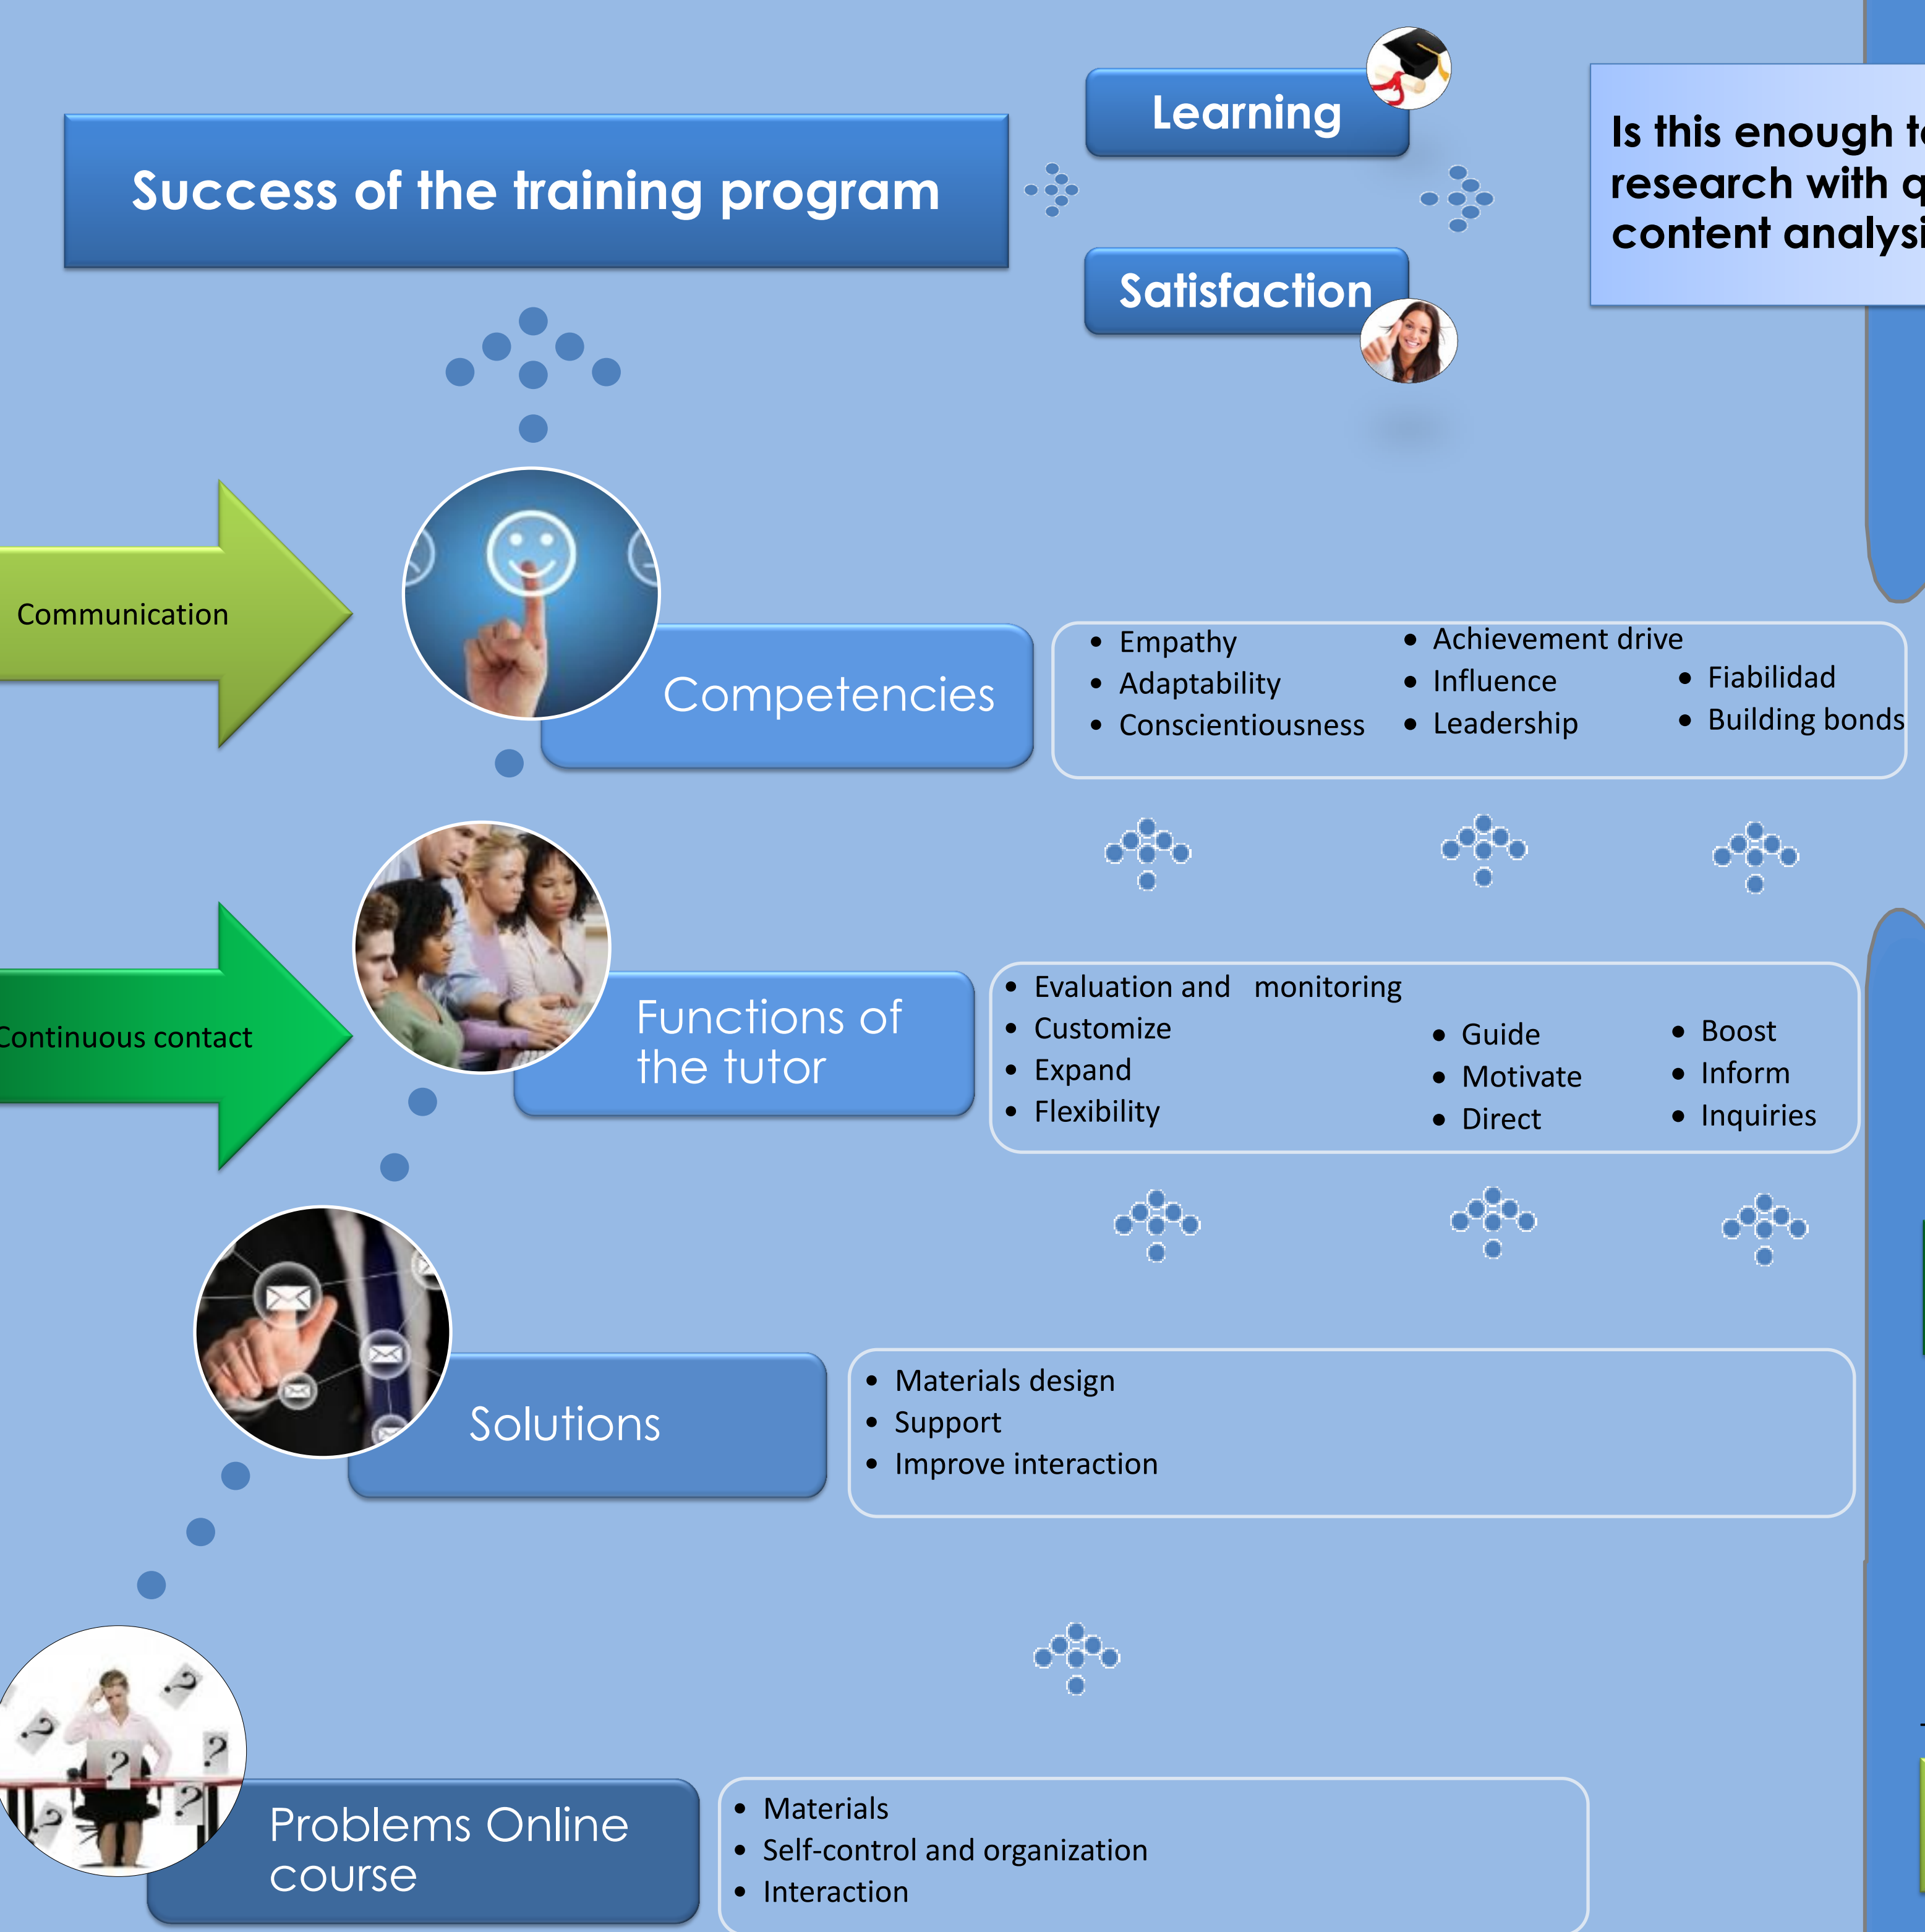 Learning
Success of the training program
Satisfaction
Is this enough
research with
content
Communication
Competencies
• Empathy
• Adaptability
• Conscientiousness
• Achievement drive
• Influence
• Leadership
• Fiabilidad
• Building bonds
Continuous contact
Functions of
the tutor
• Evaluation and monitoring
• Customize
• Expand
• Flexibility
• Guide
• Motivate
• Direct
• Boost
• Inform
• Inquiries
Solutions
• Materials design
• Support
• Improve interaction
Problems Online
course
• Materials
• Self-control and organization
• Interaction
? ? ? ? ? ?